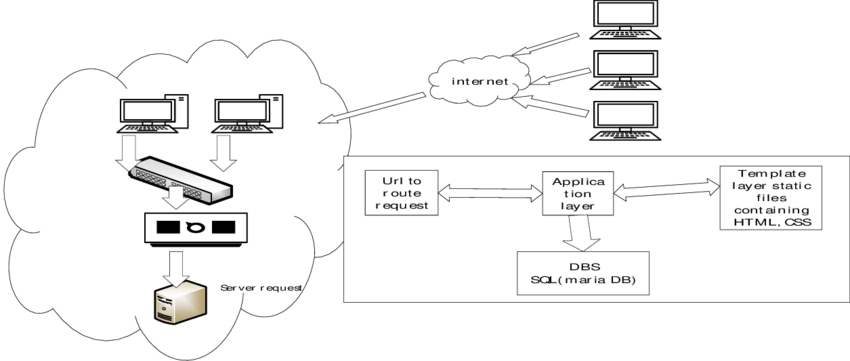 internet
Url to
route
request
Applica
tion
layer
Template
layer static
files
containing
HTML, CSS
DBS
SQL(maria DB)
Server request